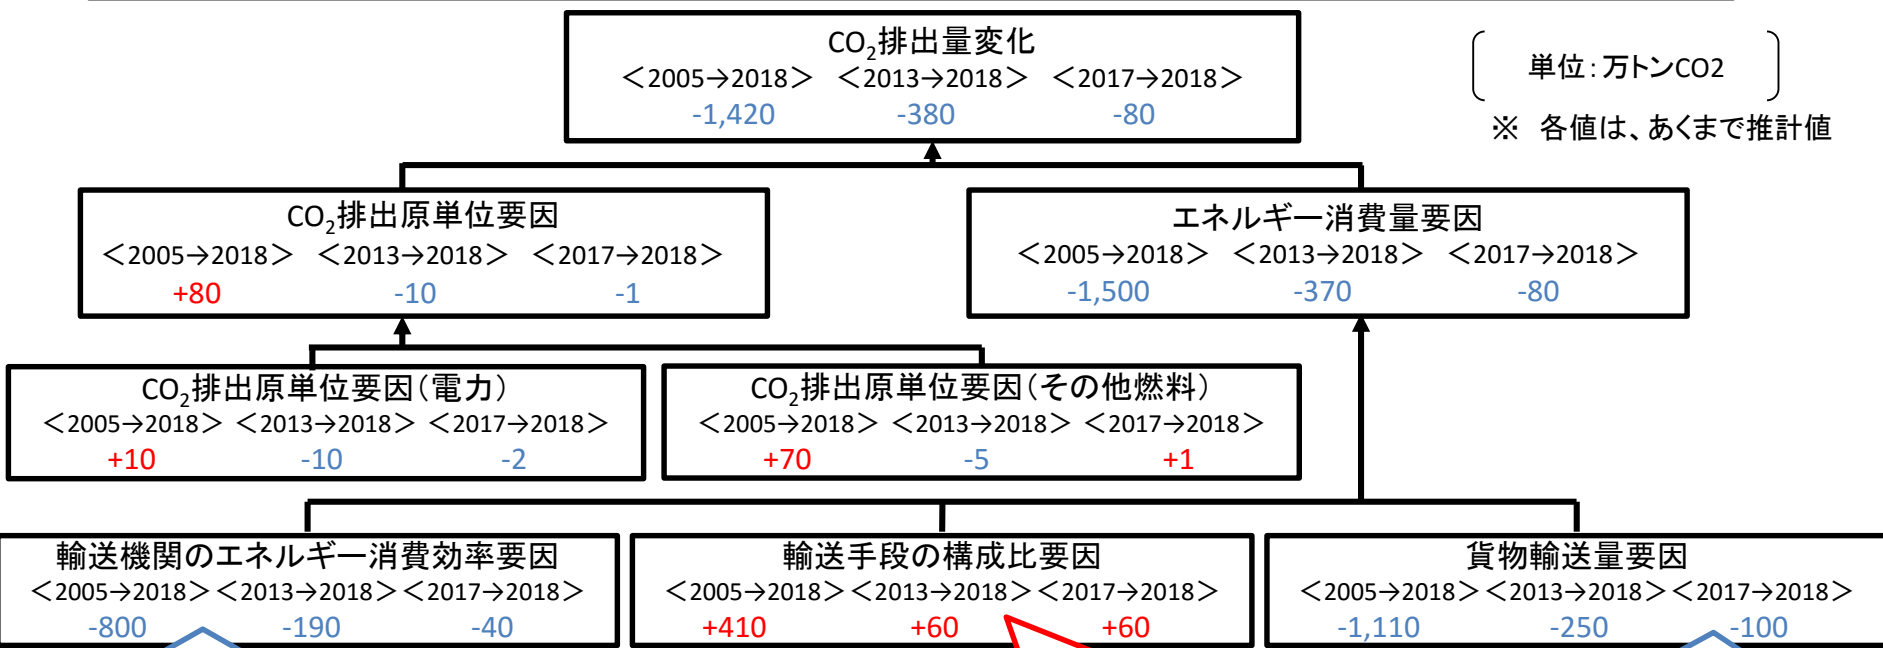 CO₂排出量変化
＜2005→2018＞ ＜2013→2018＞ ＜2017→2018＞
-1,420 -380 -80
単位：万トンCO2
※ 各値は、あくまで推計値
CO₂排出原単位要因
＜2005→2018＞ ＜2013→2018＞ ＜2017→2018＞
+80 -10 -1
エネルギー消費量要因
＜2005→2018＞ ＜2013→2018＞ ＜2017→2018＞
-1,500 -370 -80
CO₂排出原単位要因（電力）
＜2005→2018＞ ＜2013→2018＞ ＜2017→2018＞
+10 -10 -2
CO₂排出原単位要因（その他燃料）
＜2005→2018＞ ＜2013→2018＞ ＜2017→2018＞
+70 -5 +1
輸送機関のエネルギー消費効率要因
＜2005→2018＞ ＜2013→2018＞ ＜2017→2018＞
-800 -190 -40
輸送手段の構成比要因
＜2005→2018＞ ＜2013→2018＞ ＜2017→2018＞
+410 +60 +60
貨物輸送量要因
＜2005→2018＞ ＜2013→2018＞ ＜2017→2018＞
-1,110 -250 -100